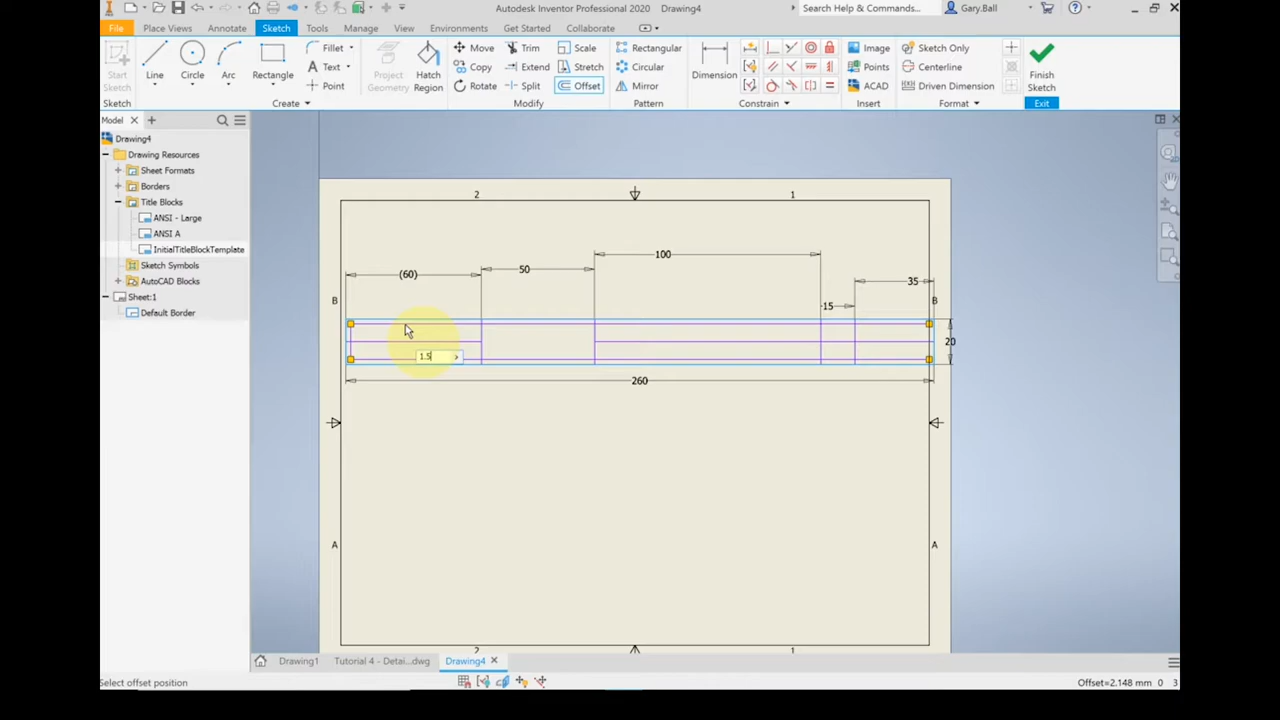 Autodesk Inventor Professional 2020 Drawing4
Search Help & Commands...
Gary.Ball
File
Place Views
Annotate
Sketch
Tools
Manage
View
Environments
Get Started
Collaborate
Start Sketch
Line
Circle
Arc
Rectangle
Fillet
Text
Point
Project Geometry
Hatch Region
Move
Copy
Rotate
Trim
Extend
Split
Scale
Stretch
Offset
Rectangular
Circular
Mirror
Dimension
Image
Points
ACAD
Sketch Only
Centerline
Driven Dimension
Finish Sketch
Sketch
Create
Modify
Pattern
Constrain
Insert
Format
Exit
Model
Drawing4
Drawing Resources
Sheet Formats
Borders
Title Blocks
ANSI - Large
ANSI A
InitialTitleBlockTemplate
Sketch Symbols
AutoCAD Blocks
Sheet:1
Default Border
2 1
100
(60) 50
35
B 15 B
20
1.5
260
A A
2 1
Drawing1
Tutorial 4 - Detai...dwg
Drawing4
Select offset position
Offset=2.148 mm 0 3